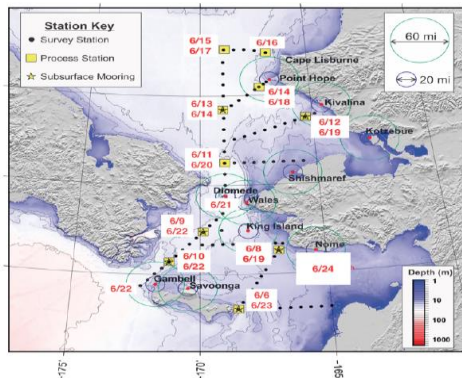 Station Key
Survey Station
Process Station
Subsurface Mooring
6/15
6/17
6/16
60 mi
20 mi
Cape Lisburne
Point Hope
6/14
6/18
Kivalina
6/13
6/14
6/12
6/19
Kotzebue
6/11
6/20
Shishmaref
Diomede
6/21
Wales
6/9
6/22
King Island
6/8
6/19
Nome
6/10
6/22
6/24
Gambell
6/22
Savoonga
6/6
6/23
Depth (m)
1
10
100
1000
-175°
-170°
-165°